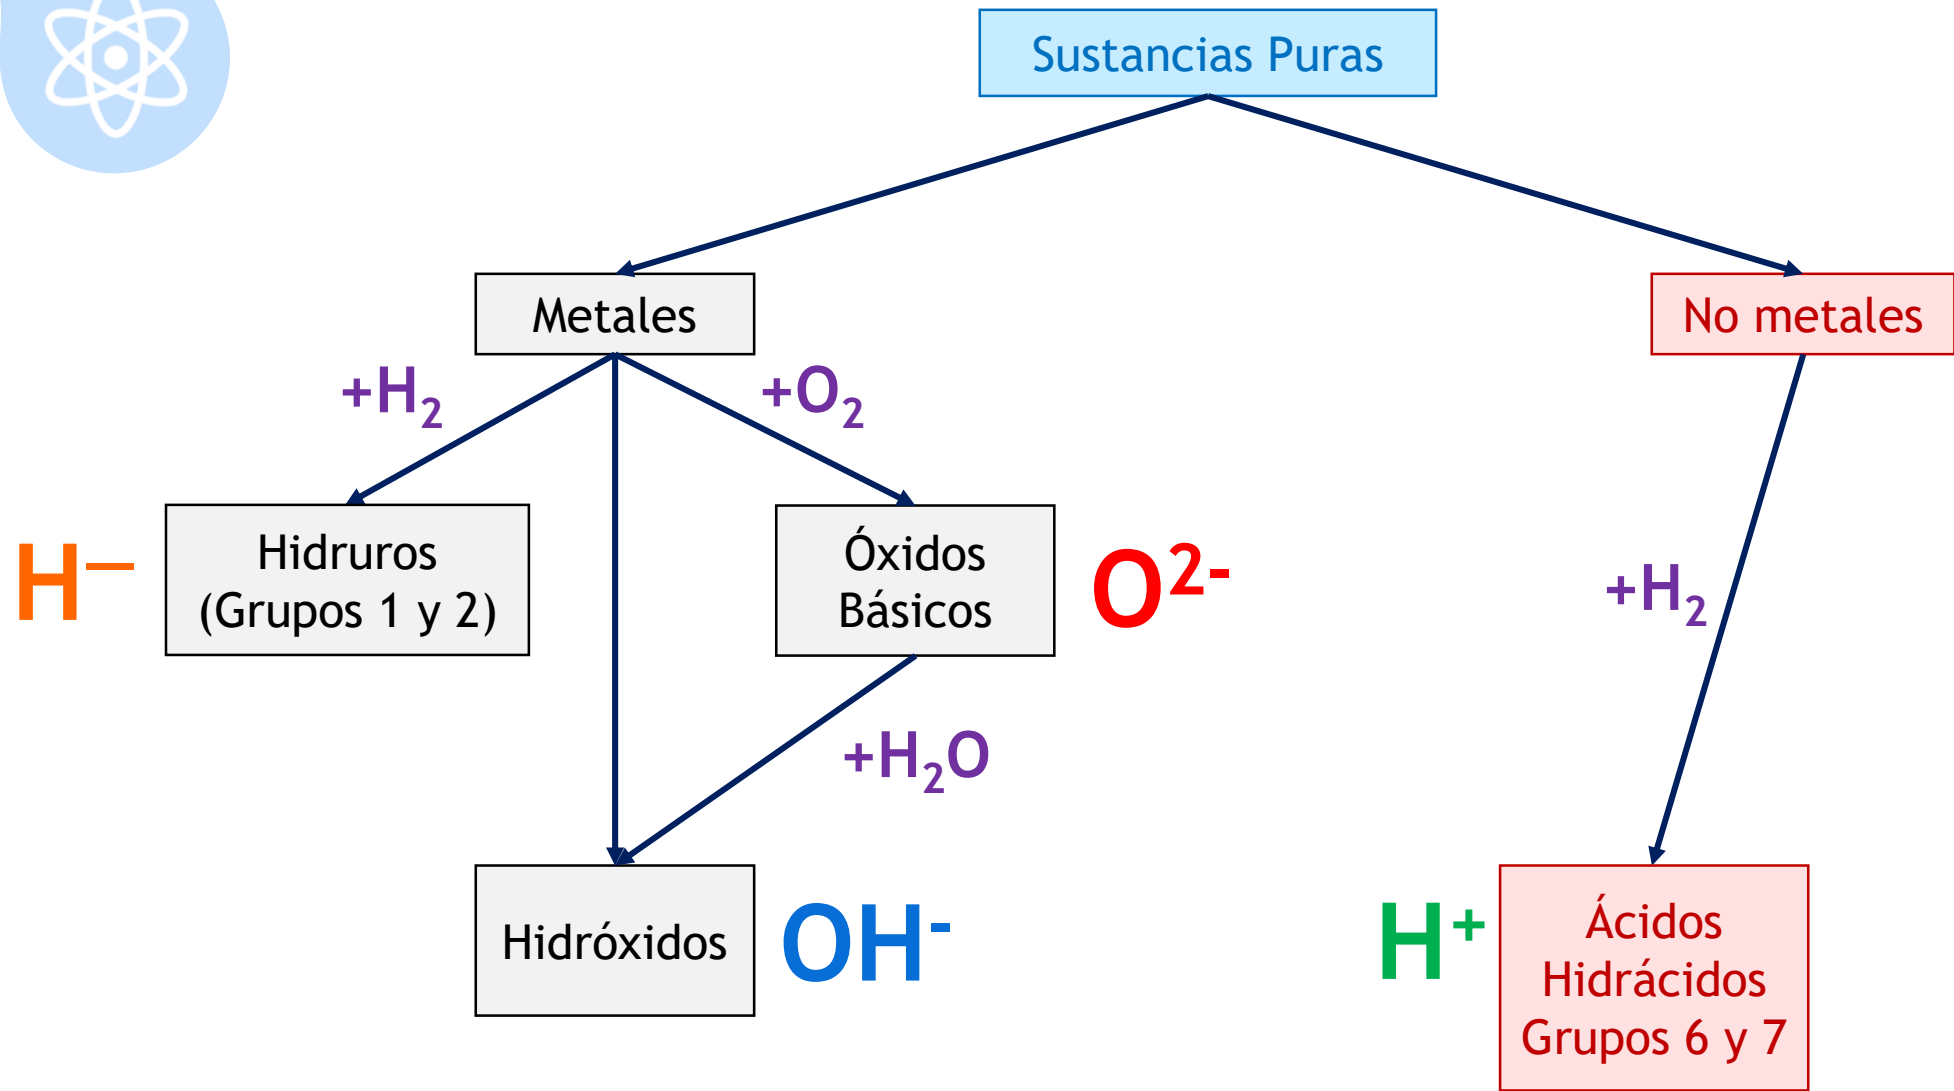 Sustancias Puras
Metales
No metales
+H₂
+O₂
H⁻
Hidruros
(Grupos 1 y 2)
Óxidos
Básicos
O²⁻
+H₂
+H₂O
Hidróxidos
OH⁻
H⁺
Ácidos
Hidrácidos
Grupos 6 y 7